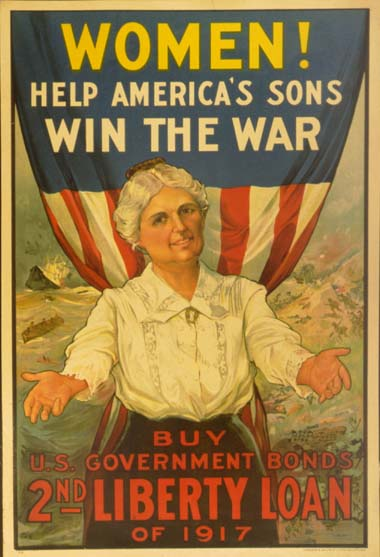 WOMEN!
HELP AMERICA'S SONS
WIN THE WAR
BUY
U.S. GOVERNMENT BONDS
2ND LIBERTY LOAN
OF 1917